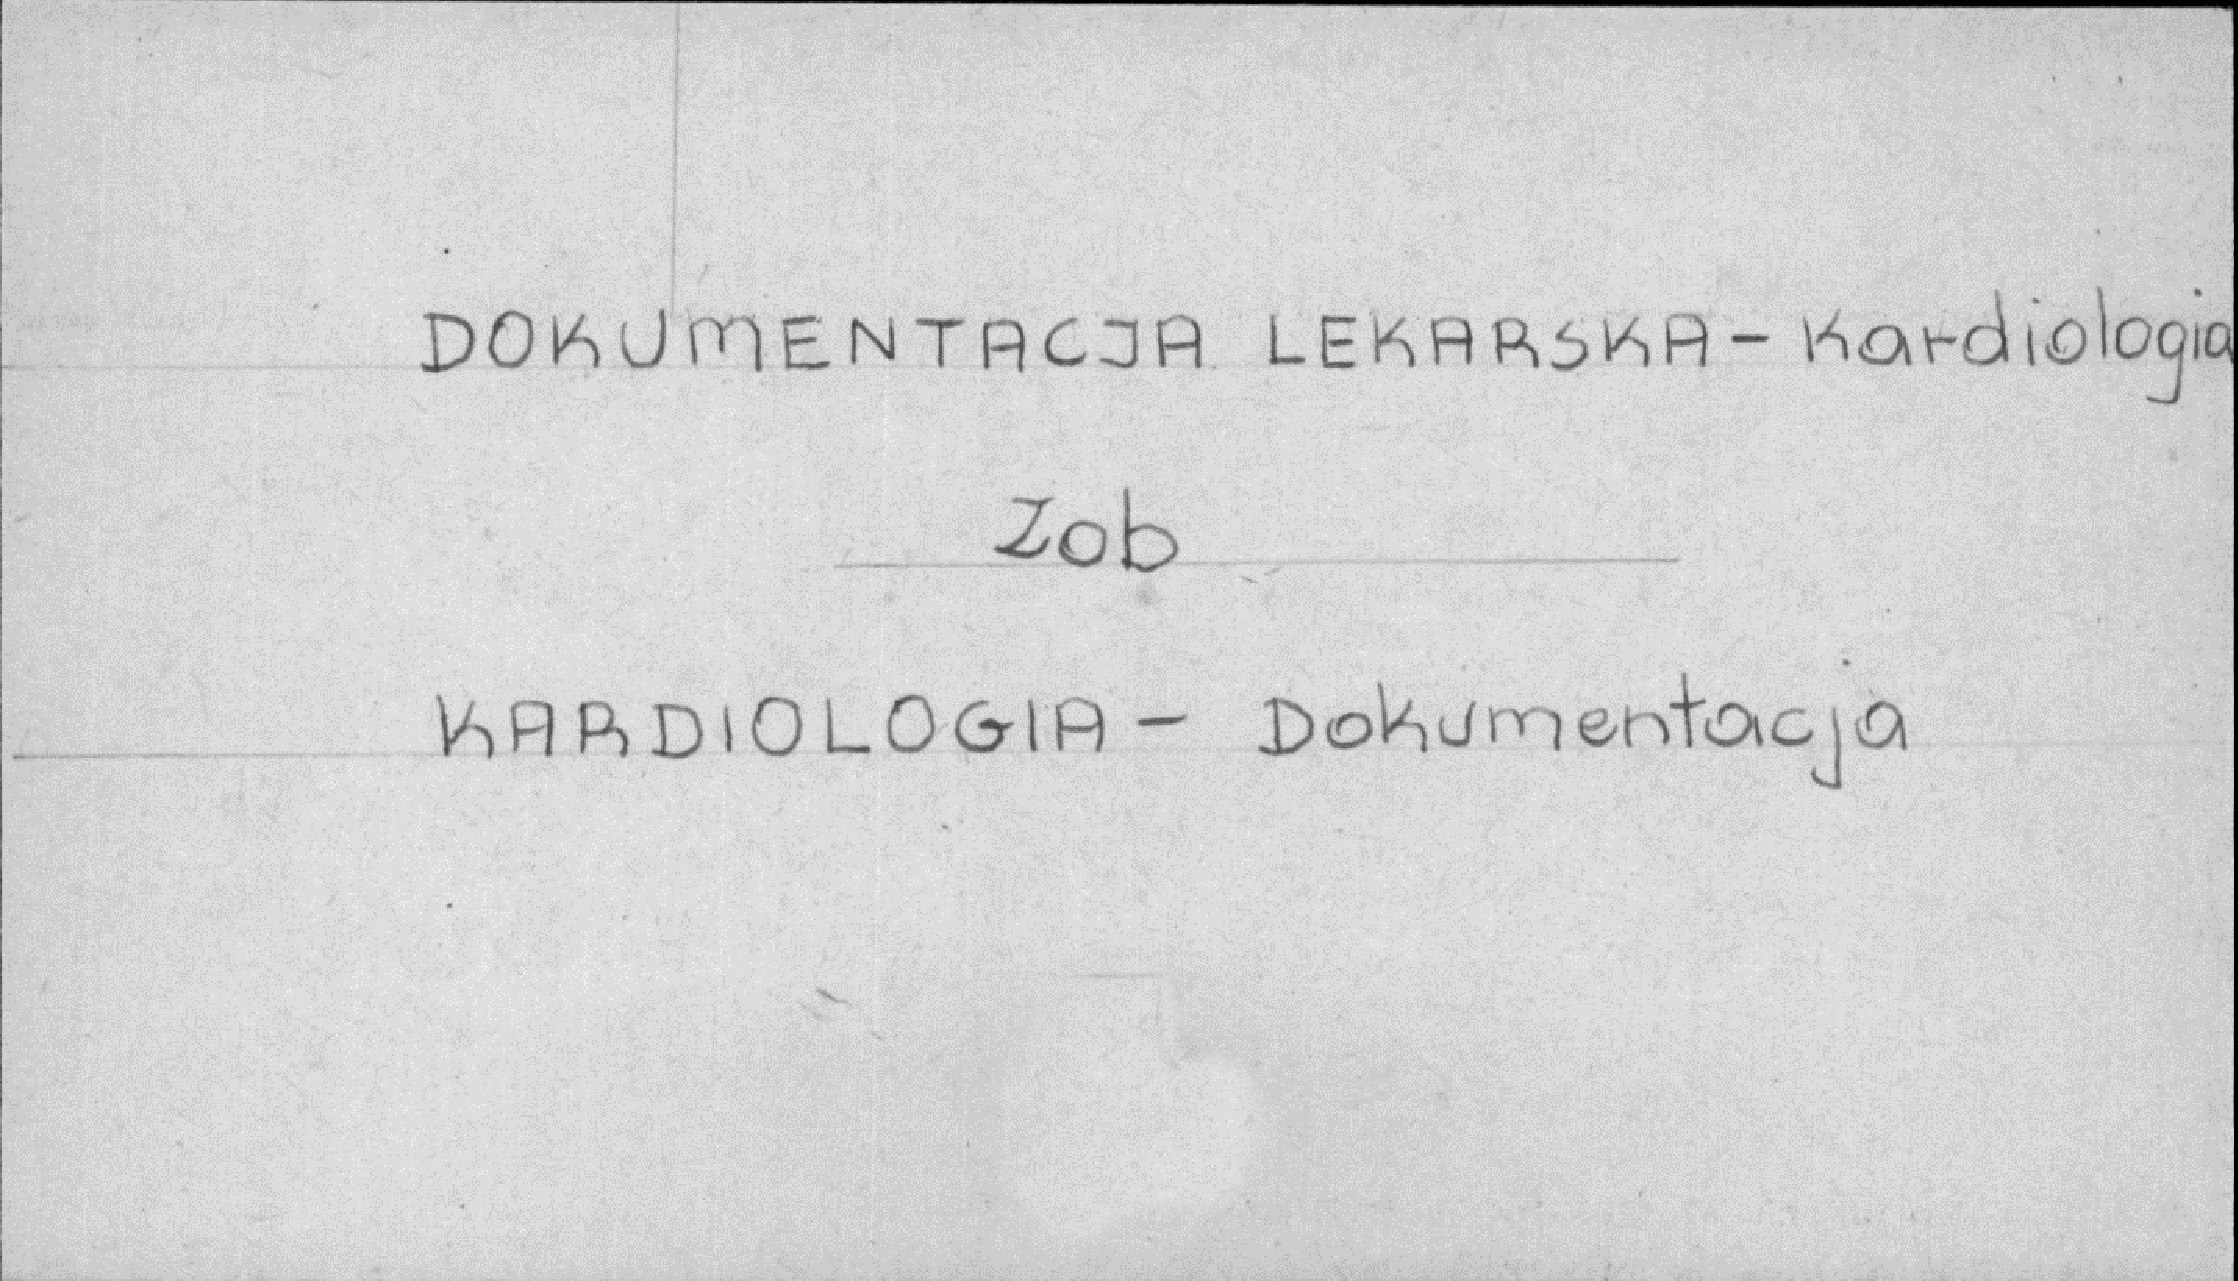 DOKUMENTACJA LEKARSKA - Kardiologia
Zob
KARDIOLOGIA - Dokumentacja